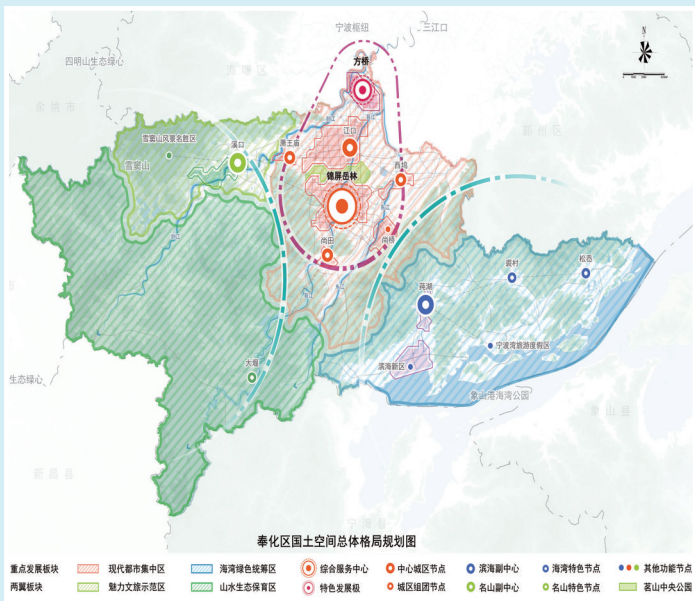 宁波枢纽
三江口
四明山生态绿心
方桥
余姚市
海曙区
鄞州区
雪窦山风景名胜区
溪口
萧王庙
江口
雪窦山
锦屏岳林
西坞
尚田
尚桥
裘村
松岙
莼湖
宁波湾旅游度假区
大堰
滨海新区
生态绿心
象山港海湾公园
象山县
新昌县
宁海县
奉化区国土空间总体格局规划图
重点发展板块 现代都市集中区 海湾绿色统筹区 综合服务中心 中心城区节点 滨海副中心 海湾特色节点 其他功能节点
两翼板块 魅力文旅示范区 山水生态保育区 特色发展极 城区组团节点 名山副中心 名山特色节点 茗山中央公园